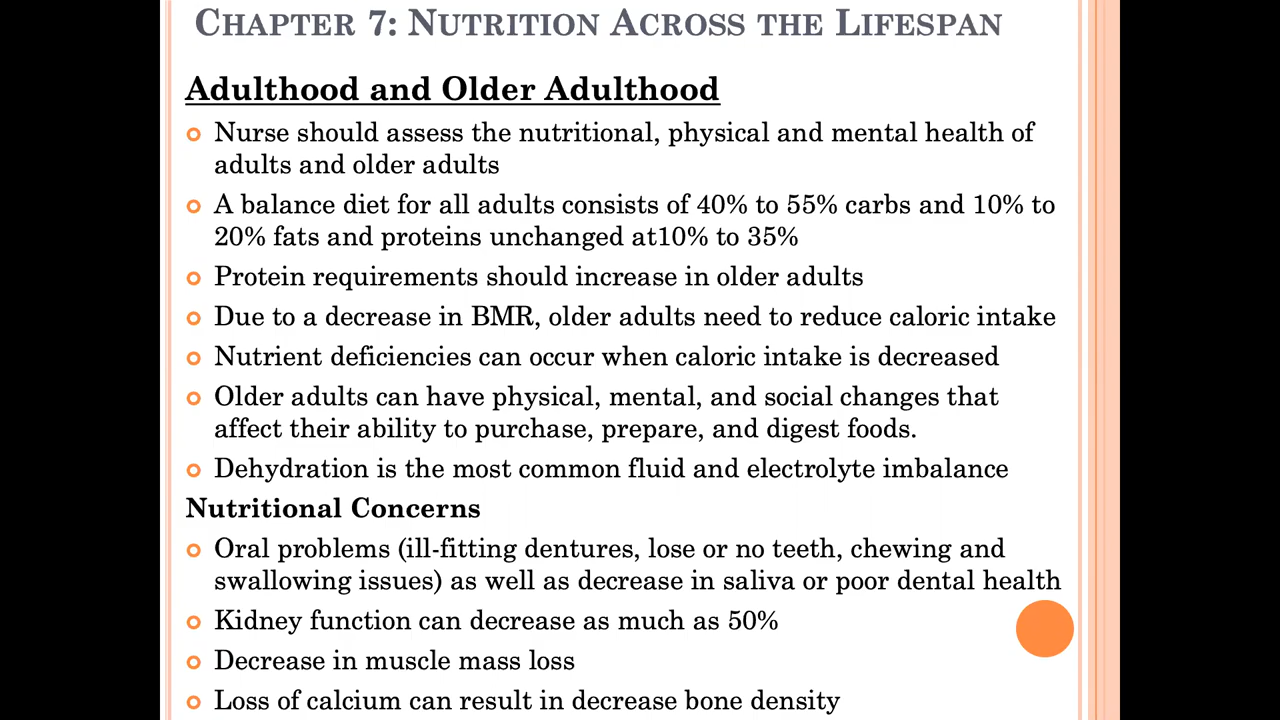 CHAPTER 7: NUTRITION ACROSS THE LIFESPAN
Adulthood and Older Adulthood
Nurse should assess the nutritional, physical and mental health of
adults and older adults
A balance diet for all adults consists of 40% to 55% carbs and 10% to
20% fats and proteins unchanged at10% to 35%
Protein requirements should increase in older adults
Due to a decrease in BMR, older adults need to reduce caloric intake
Nutrient deficiencies can occur when caloric intake is decreased
Older adults can have physical, mental, and social changes that
affect their ability to purchase, prepare, and digest foods.
Dehydration is the most common fluid and electrolyte imbalance
Nutritional Concerns
Oral problems (ill-fitting dentures, lose or no teeth, chewing and
swallowing issues) as well as decrease in saliva or poor dental health
Kidney function can decrease as much as 50%
Decrease in muscle mass loss
Loss of calcium can result in decrease bone density